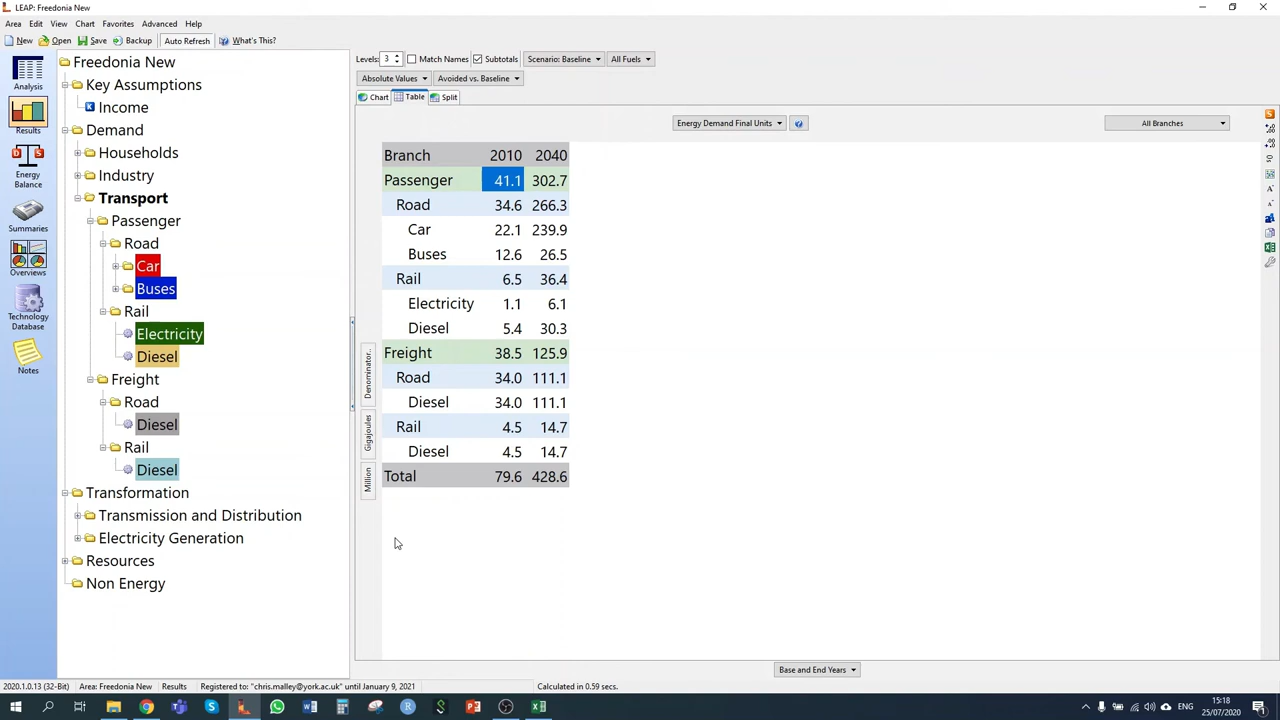 LEAP: Freedonia New
Area Edit View Chart Favorites Advanced Help
New Open Save Backup Auto Refresh What's This?
Analysis
Results
Energy Balance
Summaries
Overviews
Technology Database
Notes
Freedonia New
Key Assumptions
Income
Demand
Households
Industry
Transport
Passenger
Road
Car
Buses
Rail
Electricity
Diesel
Freight
Road
Diesel
Rail
Diesel
Transformation
Transmission and Distribution
Electricity Generation
Resources
Non Energy
Levels: 3 Match Names Subtotals Scenario: Baseline All Fuels
Absolute Values Avoided vs. Baseline
Chart Table Split
Energy Demand Final Units All Branches
Branch 2010 2040
Passenger 41.1 302.7
Road 34.6 266.3
Car 22.1 239.9
Buses 12.6 26.5
Rail 6.5 36.4
Electricity 1.1 6.1
Diesel 5.4 30.3
Freight 38.5 125.9
Road 34.0 111.1
Diesel 34.0 111.1
Rail 4.5 14.7
Diesel 4.5 14.7
Total 79.6 428.6
Denominator..
Gigajoules
Million
Base and End Years
2020.1.0.13 (32-Bit) Area: Freedonia New Results Registered to: "chris.malley@york.ac.uk" until January 9, 2021 Calculated in 0.59 secs.
ENG 15:18
25/07/2020